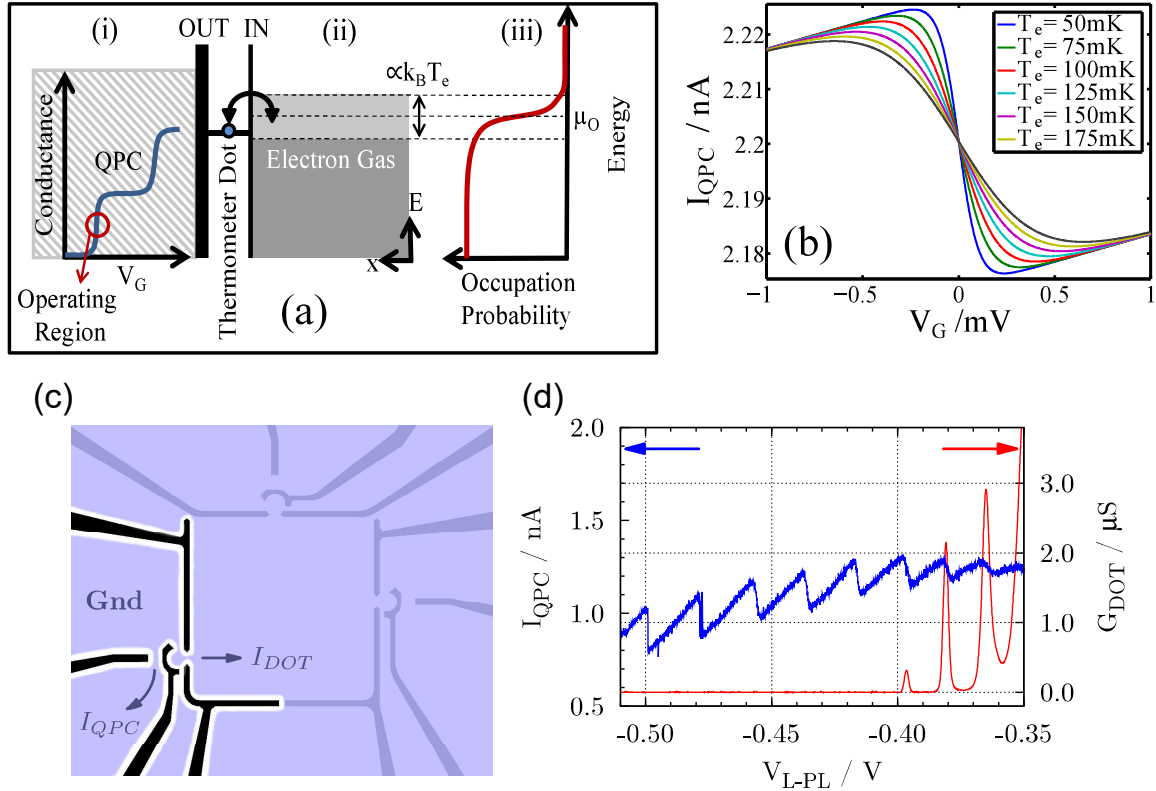 (i)
OUT IN
(ii)
(iii)
∝k_BT_e
Conductance
QPC
Thermometer Dot
Electron Gas
μ_O
Energy
E
x
V_G
Operating
Region
(a)
Occupation
Probability
I_QPC / nA
2.22
2.21
2.2
2.19
2.18
T_e= 50mK
T_e= 75mK
T_e= 100mK
T_e= 125mK
T_e= 150mK
T_e= 175mK
(b)
−1 −0.5 0 0.5 1
V_G /mV
(c)
Gnd
I_DOT
I_QPC
(d)
I_QPC / nA
2.0
1.5
1.0
0.5
G_DOT / μS
3.0
2.0
1.0
0.0
-0.50 -0.45 -0.40 -0.35
V_L-PL / V